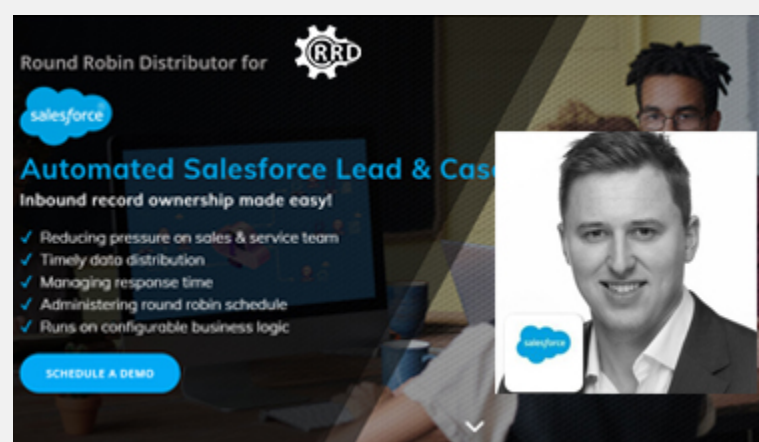 Round Robin Distributor for
RRD
salesforce
Automated Salesforce Lead & Cas
Inbound record ownership made easy!
✓ Reducing pressure on sales & service team
✓ Timely data distribution
✓ Managing response time
✓ Administering round robin schedule
✓ Runs on configurable business logic
SCHEDULE A DEMO
salesforce